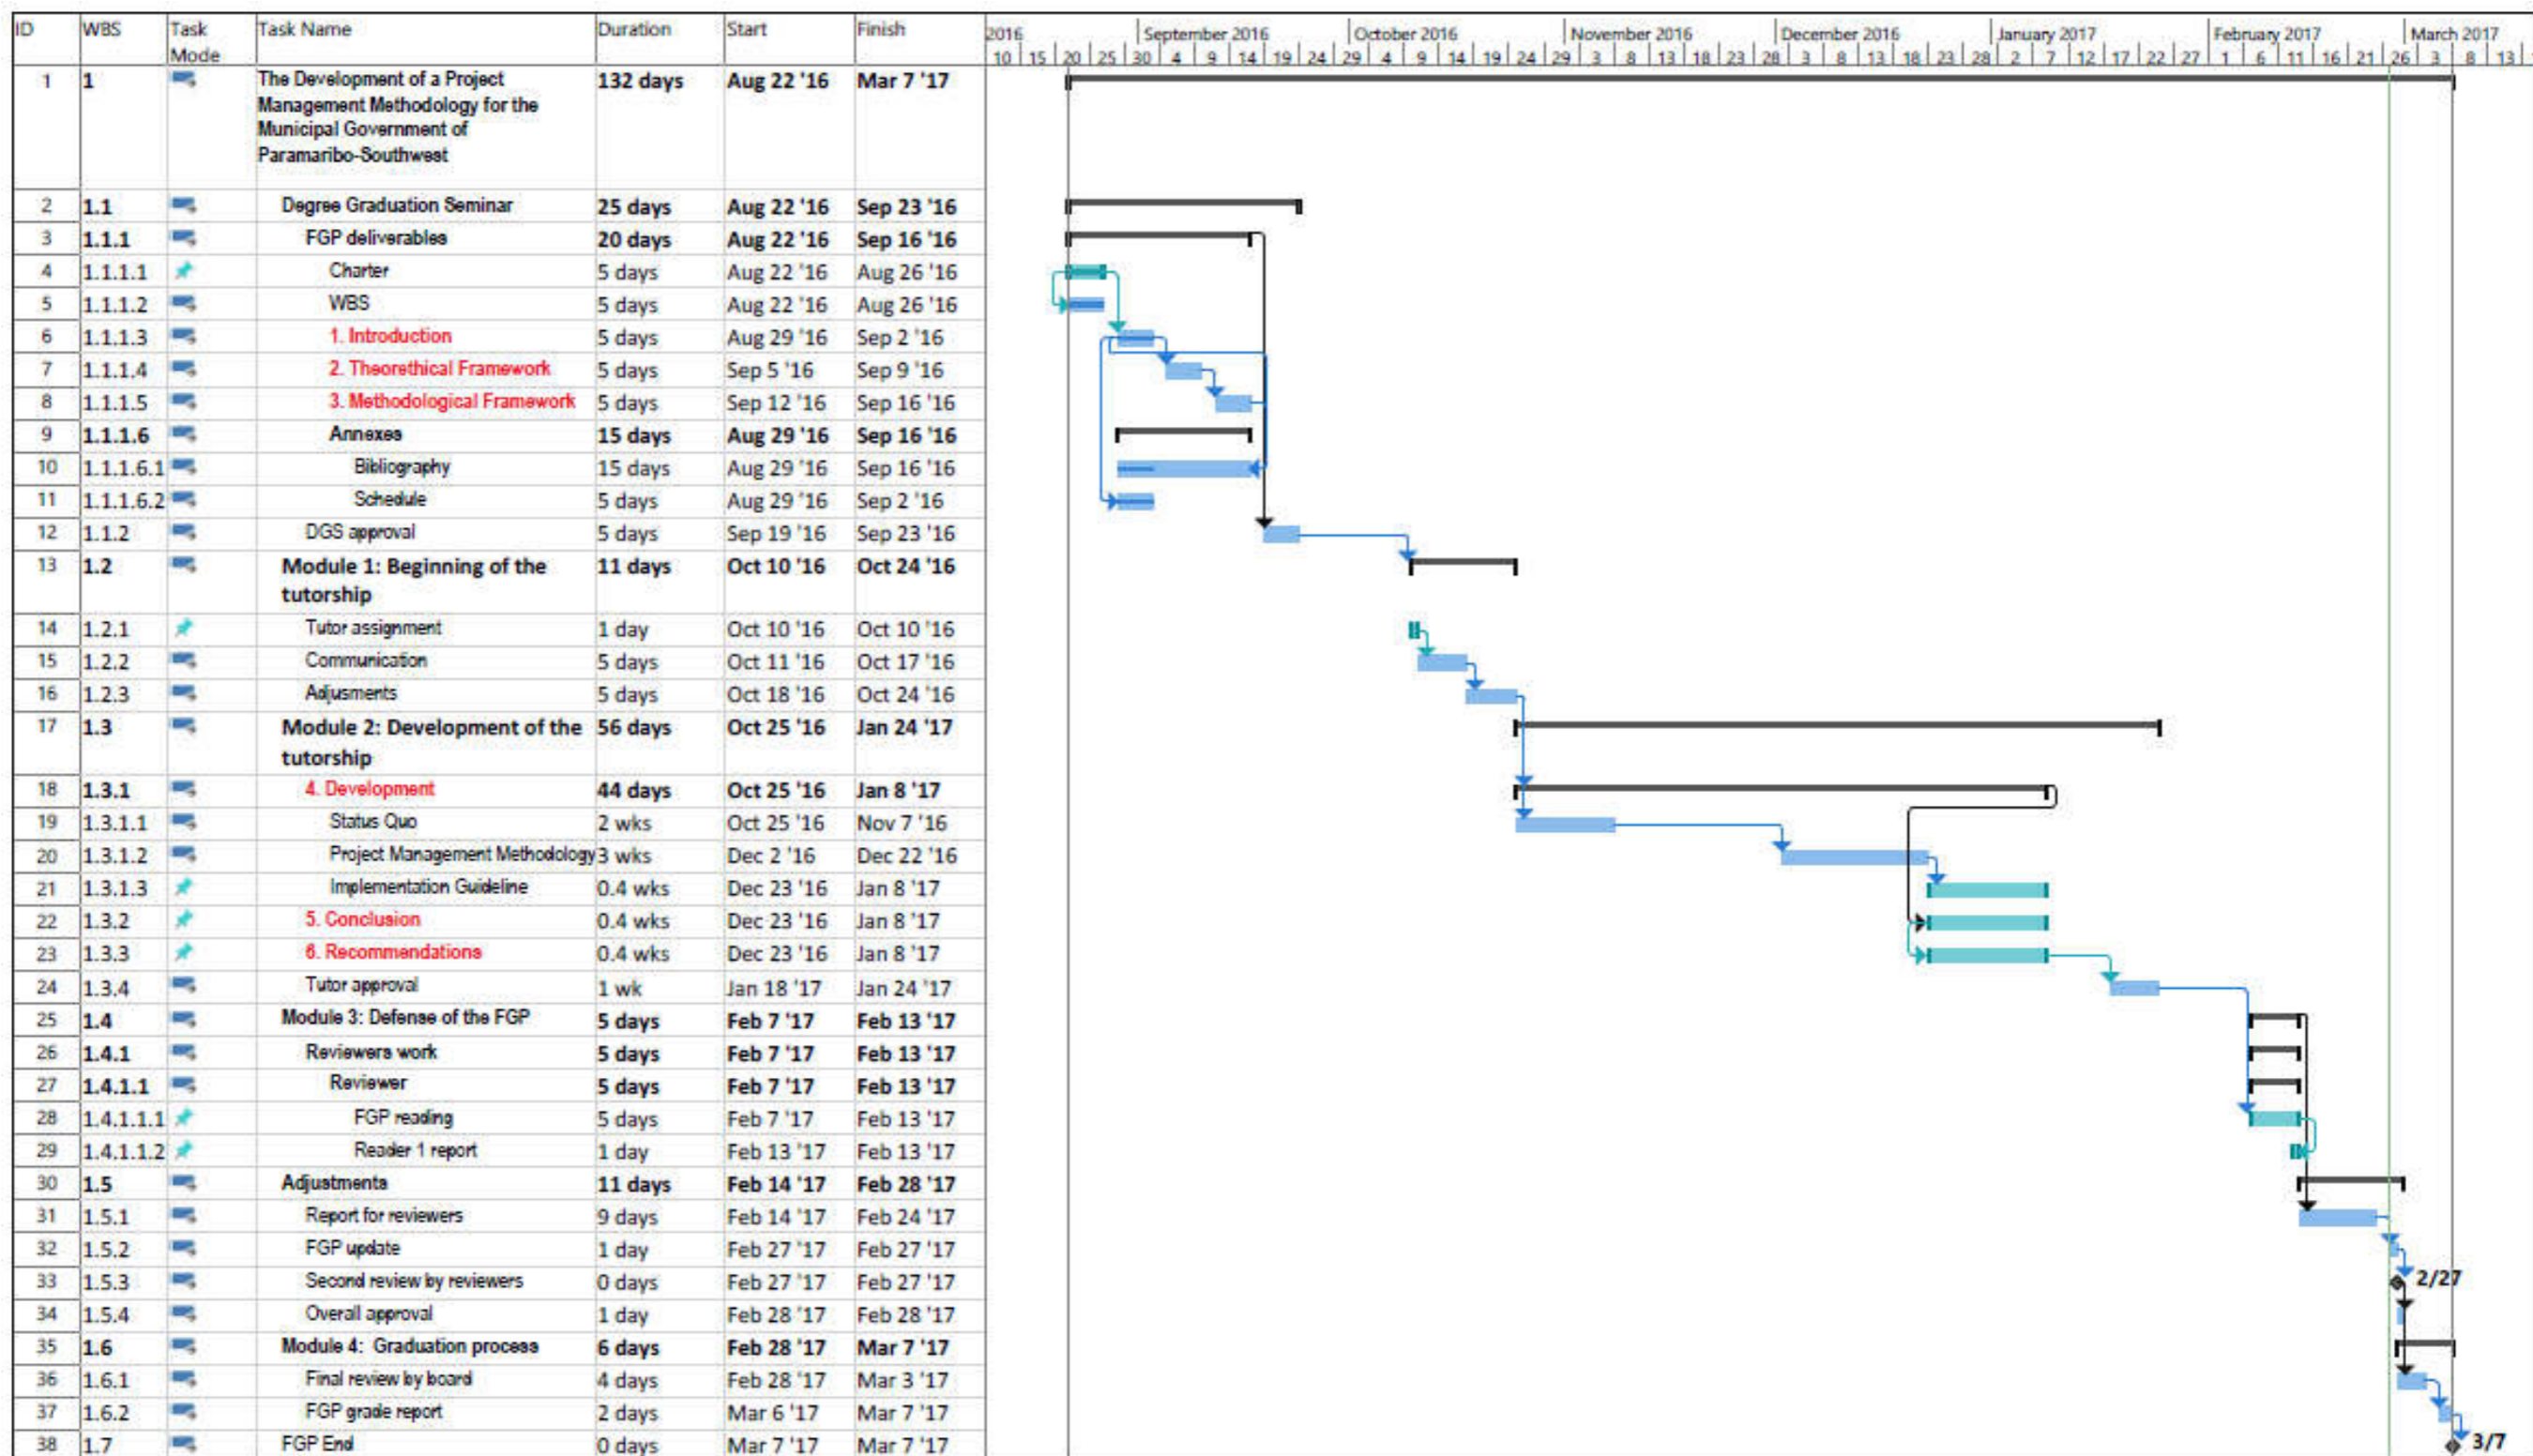 ID WBS Task Mode Task Name Duration Start Finish
2016 September 2016 October 2016 November 2016 December 2016 January 2017 February 2017 March 2017
10 15 20 25 30 4 9 14 19 24 29 4 9 14 19 24 29 3 8 13 18 23 28 3 8 13 18 23 28 2 7 12 17 22 27 1 6 11 16 21 26 3 8 13
1 1 The Development of a Project 132 days Aug 22 '16 Mar 7 '17
Management Methodology for the
Municipal Government of
Paramaribo-Southwest
2 1.1 Degree Graduation Seminar 25 days Aug 22 '16 Sep 23 '16
3 1.1.1 FGP deliverables 20 days Aug 22 '16 Sep 16 '16
4 1.1.1.1 Charter 5 days Aug 22 '16 Aug 26 '16
5 1.1.1.2 WBS 5 days Aug 22 '16 Aug 26 '16
6 1.1.1.3 1. Introduction 5 days Aug 29 '16 Sep 2 '16
7 1.1.1.4 2. Theorethical Framework 5 days Sep 5 '16 Sep 9 '16
8 1.1.1.5 3. Methodological Framework 5 days Sep 12 '16 Sep 16 '16
9 1.1.1.6 Annexes 15 days Aug 29 '16 Sep 16 '16
10 1.1.1.6.1 Bibliography 15 days Aug 29 '16 Sep 16 '16
11 1.1.1.6.2 Schedule 5 days Aug 29 '16 Sep 2 '16
12 1.1.2 DGS approval 5 days Sep 19 '16 Sep 23 '16
13 1.2 Module 1: Beginning of the 11 days Oct 10 '16 Oct 24 '16
tutorship
14 1.2.1 Tutor assignment 1 day Oct 10 '16 Oct 10 '16
15 1.2.2 Communication 5 days Oct 11 '16 Oct 17 '16
16 1.2.3 Adjusments 5 days Oct 18 '16 Oct 24 '16
17 1.3 Module 2: Development of the 56 days Oct 25 '16 Jan 24 '17
tutorship
18 1.3.1 4. Development 44 days Oct 25 '16 Jan 8 '17
19 1.3.1.1 Status Quo 2 wks Oct 25 '16 Nov 7 '16
20 1.3.1.2 Project Management Methodology 3 wks Dec 2 '16 Dec 22 '16
21 1.3.1.3 Implementation Guideline 0.4 wks Dec 23 '16 Jan 8 '17
22 1.3.2 5. Conclusion 0.4 wks Dec 23 '16 Jan 8 '17
23 1.3.3 6. Recommendations 0.4 wks Dec 23 '16 Jan 8 '17
24 1.3.4 Tutor approval 1 wk Jan 18 '17 Jan 24 '17
25 1.4 Module 3: Defense of the FGP 5 days Feb 7 '17 Feb 13 '17
26 1.4.1 Reviewers work 5 days Feb 7 '17 Feb 13 '17
27 1.4.1.1 Reviewer 5 days Feb 7 '17 Feb 13 '17
28 1.4.1.1.1 FGP reading 5 days Feb 7 '17 Feb 13 '17
29 1.4.1.1.2 Reader 1 report 1 day Feb 13 '17 Feb 13 '17
30 1.5 Adjustments 11 days Feb 14 '17 Feb 28 '17
31 1.5.1 Report for reviewers 9 days Feb 14 '17 Feb 24 '17
32 1.5.2 FGP update 1 day Feb 27 '17 Feb 27 '17
33 1.5.3 Second review by reviewers 0 days Feb 27 '17 Feb 27 '17 2/27
34 1.5.4 Overall approval 1 day Feb 28 '17 Feb 28 '17
35 1.6 Module 4: Graduation process 6 days Feb 28 '17 Mar 7 '17
36 1.6.1 Final review by board 4 days Feb 28 '17 Mar 3 '17
37 1.6.2 FGP grade report 2 days Mar 6 '17 Mar 7 '17
38 1.7 FGP End 0 days Mar 7 '17 Mar 7 '17 3/7